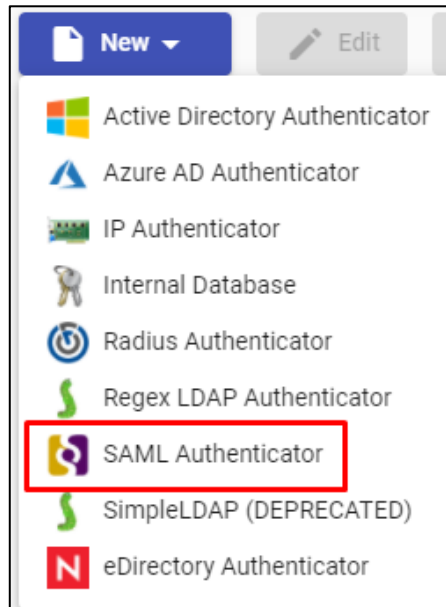 New
Edit
Active Directory Authenticator
Azure AD Authenticator
IP Authenticator
Internal Database
Radius Authenticator
Regex LDAP Authenticator
SAML Authenticator
SimpleLDAP (DEPRECATED)
N eDirectory Authenticator